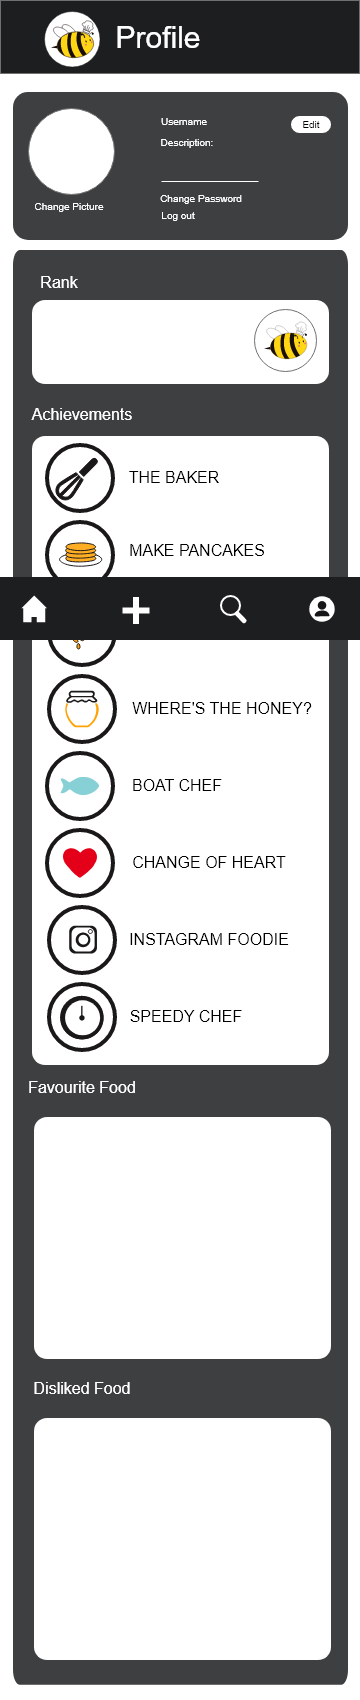 Profile
Username
Edit
Description:
Change Picture
Change Password
Log out
Rank
Achievements
THE BAKER
MAKE PANCAKES
WHERE'S THE HONEY?
BOAT CHEF
CHANGE OF HEART
INSTAGRAM FOODIE
SPEEDY CHEF
Favourite Food
Disliked Food